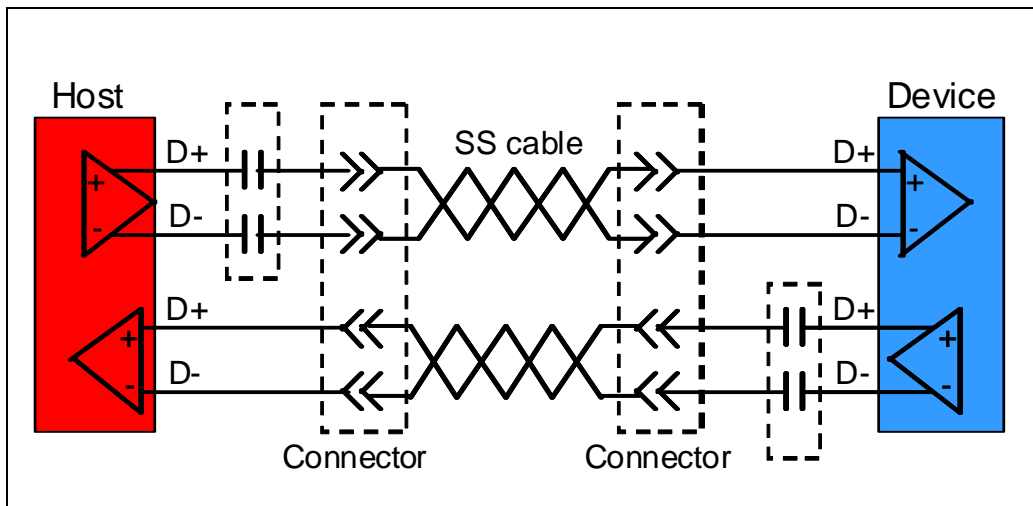 Host
Device
SS cable
D+
D+
+
+
D-
D-
-
-
D+
D+
+
+
D-
D-
-
-
Connector
Connector